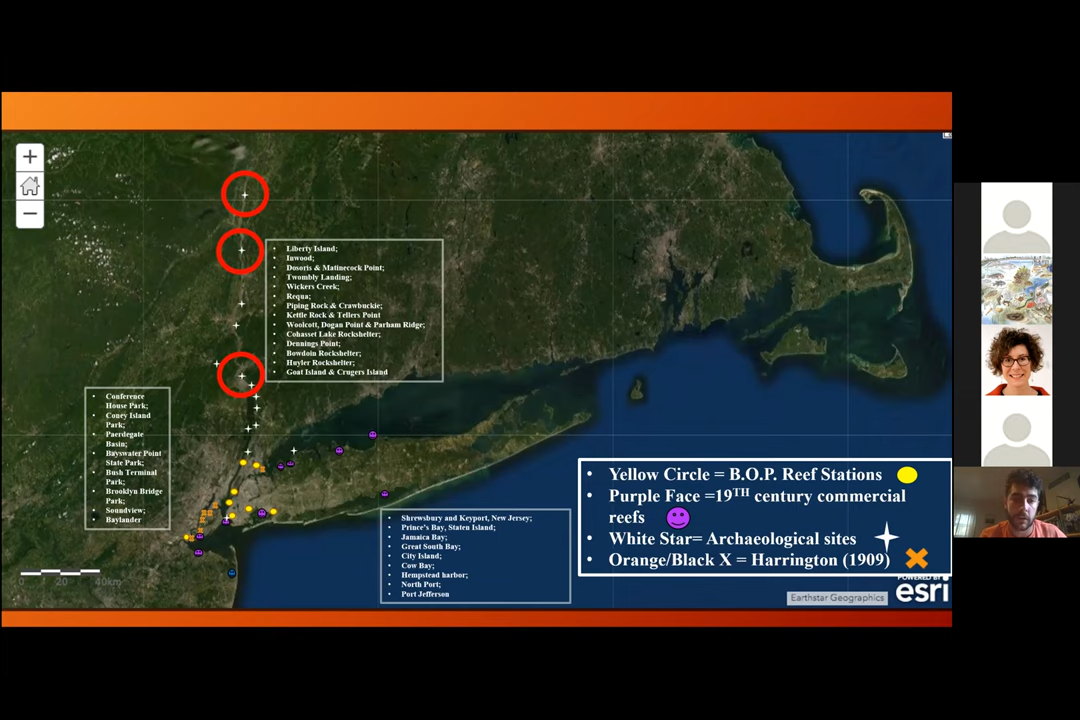 +
−
• Liberty Island;
• Inwood;
• Dosoris & Matinecock Point;
• Twombly Landing;
• Wickers Creek;
• Requa;
• Piping Rock & Crawbuckie;
• Kettle Rock & Tellers Point
• Woolcott, Dogan Point & Parham Ridge;
• Cohasset Lake Rockshelter;
• Dennings Point;
• Bowdoin Rockshelter;
• Huyler Rockshelter;
• Goat Island & Crugers Island
• Conference
House Park;
• Coney Island
Park;
• Paerdegate
Basin;
• Bayswater Point
State Park;
• Bush Terminal
Park;
• Brooklyn Bridge
Park;
• Soundview;
• Baylander
• Shrewsbury and Keyport, New Jersey;
• Prince's Bay, Staten Island;
• Jamaica Bay;
• Great South Bay;
• City Island;
• Cow Bay;
• Hempstead harbor;
• North Port;
• Port Jefferson
• Yellow Circle = B.O.P. Reef Stations
• Purple Face =19TH century commercial
reefs
• White Star= Archaeological sites
• Orange/Black X = Harrington (1909)
0 20 40km
Earthstar Geographics
POWERED BY
esri